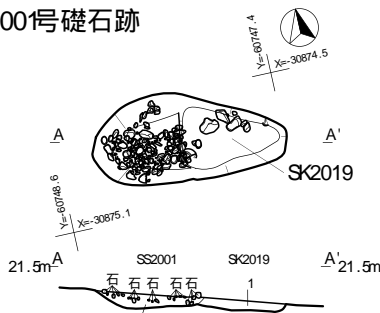 001号礎石跡
Y=-60747.4
X=-30874.5
A
A'
SK2019
Y=-60748.6
X=-30875.1
21.5m A SS2001 SK2019 A' 21.5m
石 石 石 石 石
1